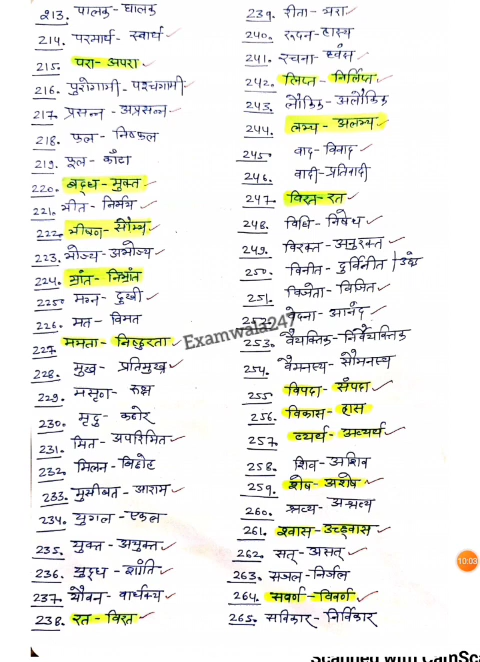 213. पालक - घालक
214. परमार्थ - स्वार्थ
215. परा - अपरा
216. पुरोगामी - पश्चगामी
217. प्रसन्न - अप्रसन्न
218. फल - निष्फल
219. फूल - काँटा
220. बद्ध - मुक्त
221. भीत - निर्भय
222. भीषण - सौम्य
223. भोज्य - अभोज्य
224. भ्रांत - निर्भ्रांत
225. मग्न - दुखी
226. मत - विमत
227. ममता - निष्ठुरता
228. मुख - प्रतिमुख
229. मसृण - रूक्ष
230. मृदु - कठोर
231. मित - अपरिमित
232. मिलन - विछोह
233. मुसीबत - आराम
234. युगल - एकल
235. युक्त - अयुक्त
236. युद्ध - शांति
237. यौवन - वार्धक्य
238. रत - विरत
239. रीता - भरा
240. रुदन - हास्य
241. रचना - ध्वंस
242. लिप्त - निर्लिप्त
243. लौकिक - अलौकिक
244. लभ्य - अलभ्य
245. वाद - विवाद
246. वादी - प्रतिवादी
247. विरत - रत
248. विधि - निषेध
249. विरक्त - अनुरक्त
250. विनीत - दुर्विनीत /
251. विजेता - विजित
252. वेदना - आनंद
253. वैयक्तिक - निर्वैयक्तिक
254. वैमनस्य - सौमनस्य
255. विपदा - संपदा
256. विकास - ह्रास
257. व्यर्थ - अव्यर्थ
258. शिव - अशिव
259. शेष - अशेष
260. श्रव्य - अश्रव्य
261. श्वास - उच्छ्वास
262. सत् - असत्
263. सजल - निर्जल
264. सवर्ण - विवर्ण
265. सविकार - निर्विकार
Examwala247
10:03
Scanned with CamSc